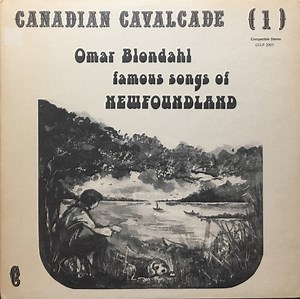 CANADIAN CAVALCADE (1)
Compatible Stereo
Omar Blondahl
famous songs of
NEWFOUNDLAND